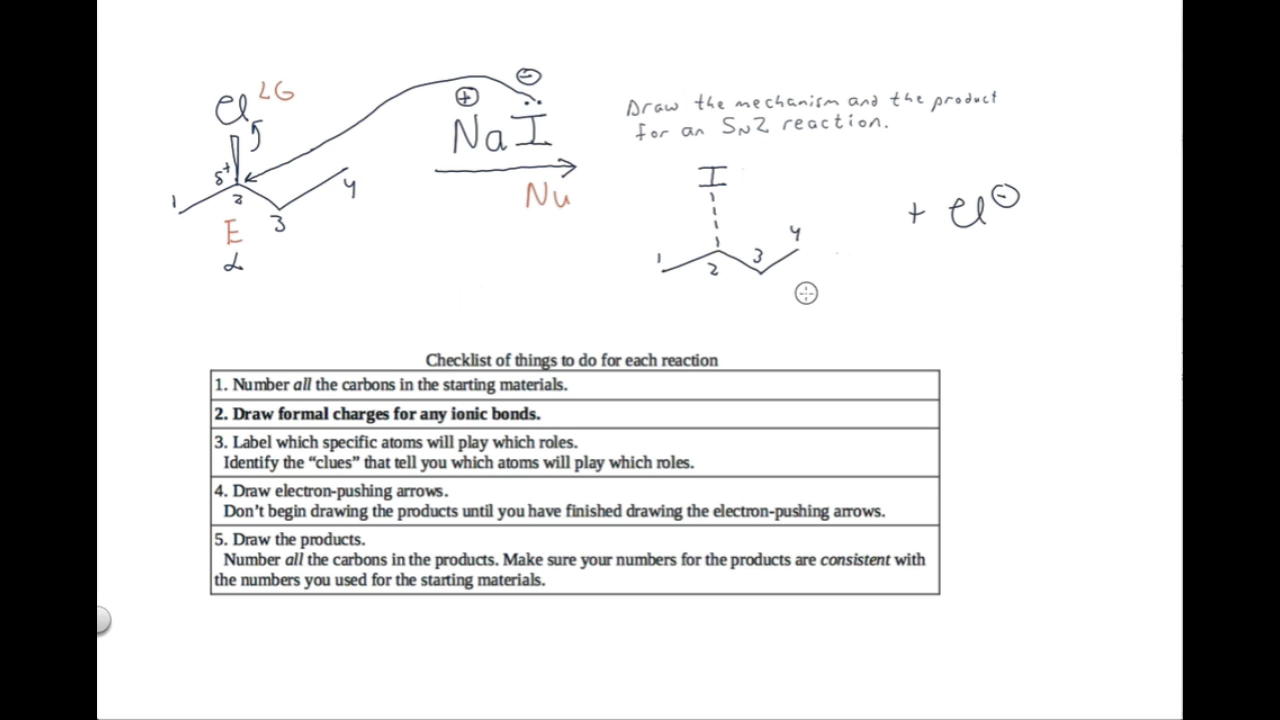 Cl LG
⊖
⊕
NaI
Nu
δ+
1 2 3 4
E
α
Draw the mechanism and the product
for an SN2 reaction.
I
1 2 3 4
+ Cl⊖
Checklist of things to do for each reaction
1. Number all the carbons in the starting materials.
2. Draw formal charges for any ionic bonds.
3. Label which specific atoms will play which roles.
Identify the “clues” that tell you which atoms will play which roles.
4. Draw electron-pushing arrows.
Don’t begin drawing the products until you have finished drawing the electron-pushing arrows.
5. Draw the products.
Number all the carbons in the products. Make sure your numbers for the products are consistent with
the numbers you used for the starting materials.